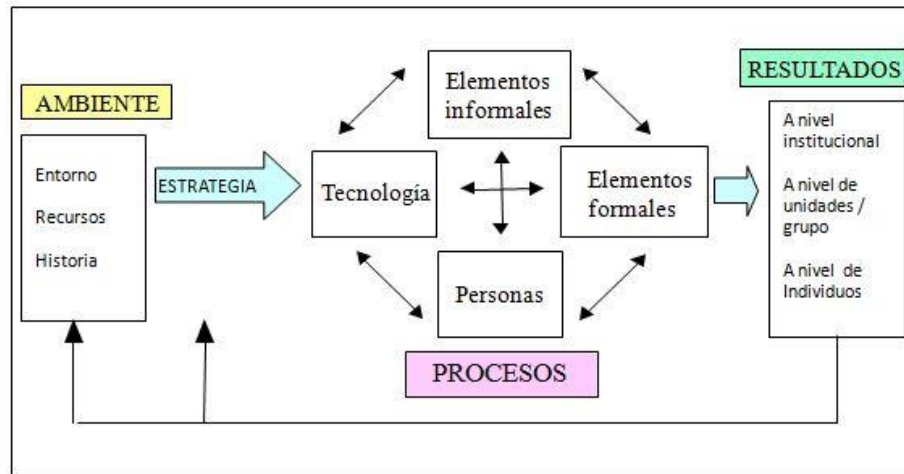 AMBIENTE
Entorno
Recursos
Historia
ESTRATEGIA
Elementos
informales
Tecnología
Elementos
formales
Personas
PROCESOS
RESULTADOS
A nivel
institucional
A nivel de
unidades /
grupo
A nivel de
Individuos